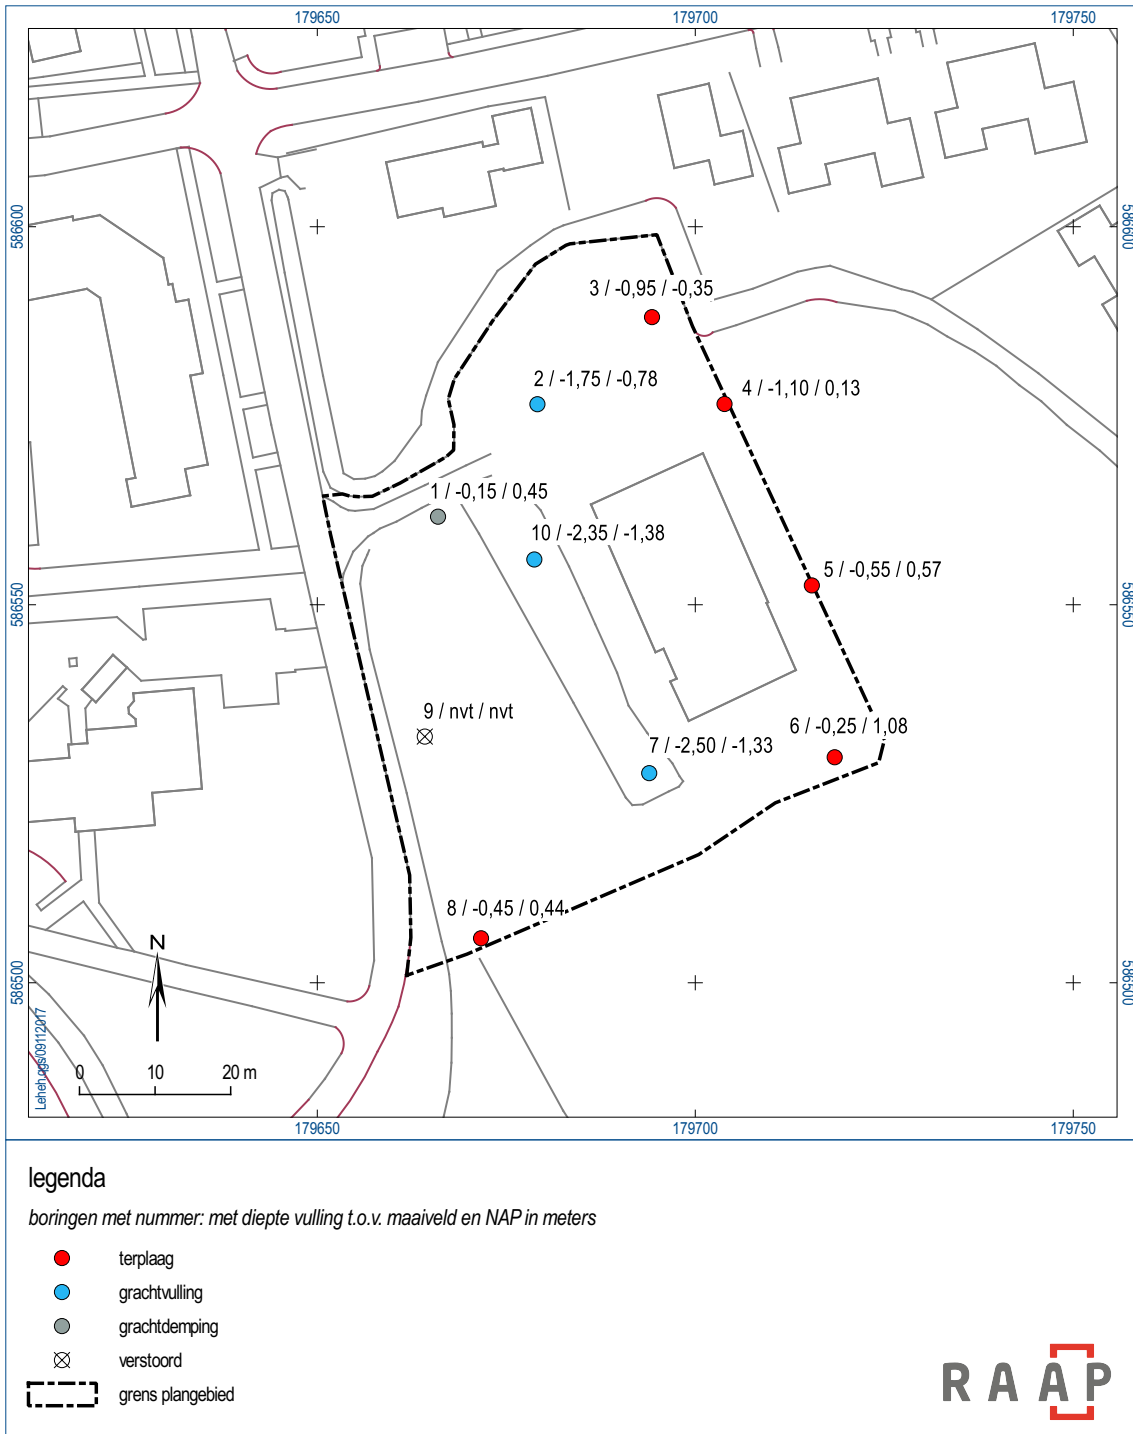 179650 179700 179750
586600 586600
3 / -0,95 / -0,35
2 / -1,75 / -0,78
4 / -1,10 / 0,13
1 / -0,15 / 0,45
10 / -2,35 / -1,38
5 / -0,55 / 0,57
586550 586550
9 / nvt / nvt
6 / -0,25 / 1,08
7 / -2,50 / -1,33
8 / -0,45 / 0,44
N
586500 586500
Leheh.qgs/09112017
0 10 20 m
179650 179700 179750
legenda
boringen met nummer: met diepte vulling t.o.v. maaiveld en NAP in meters
terplaag
grachtvulling
grachtdemping
verstoord
grens plangebied
RAAP